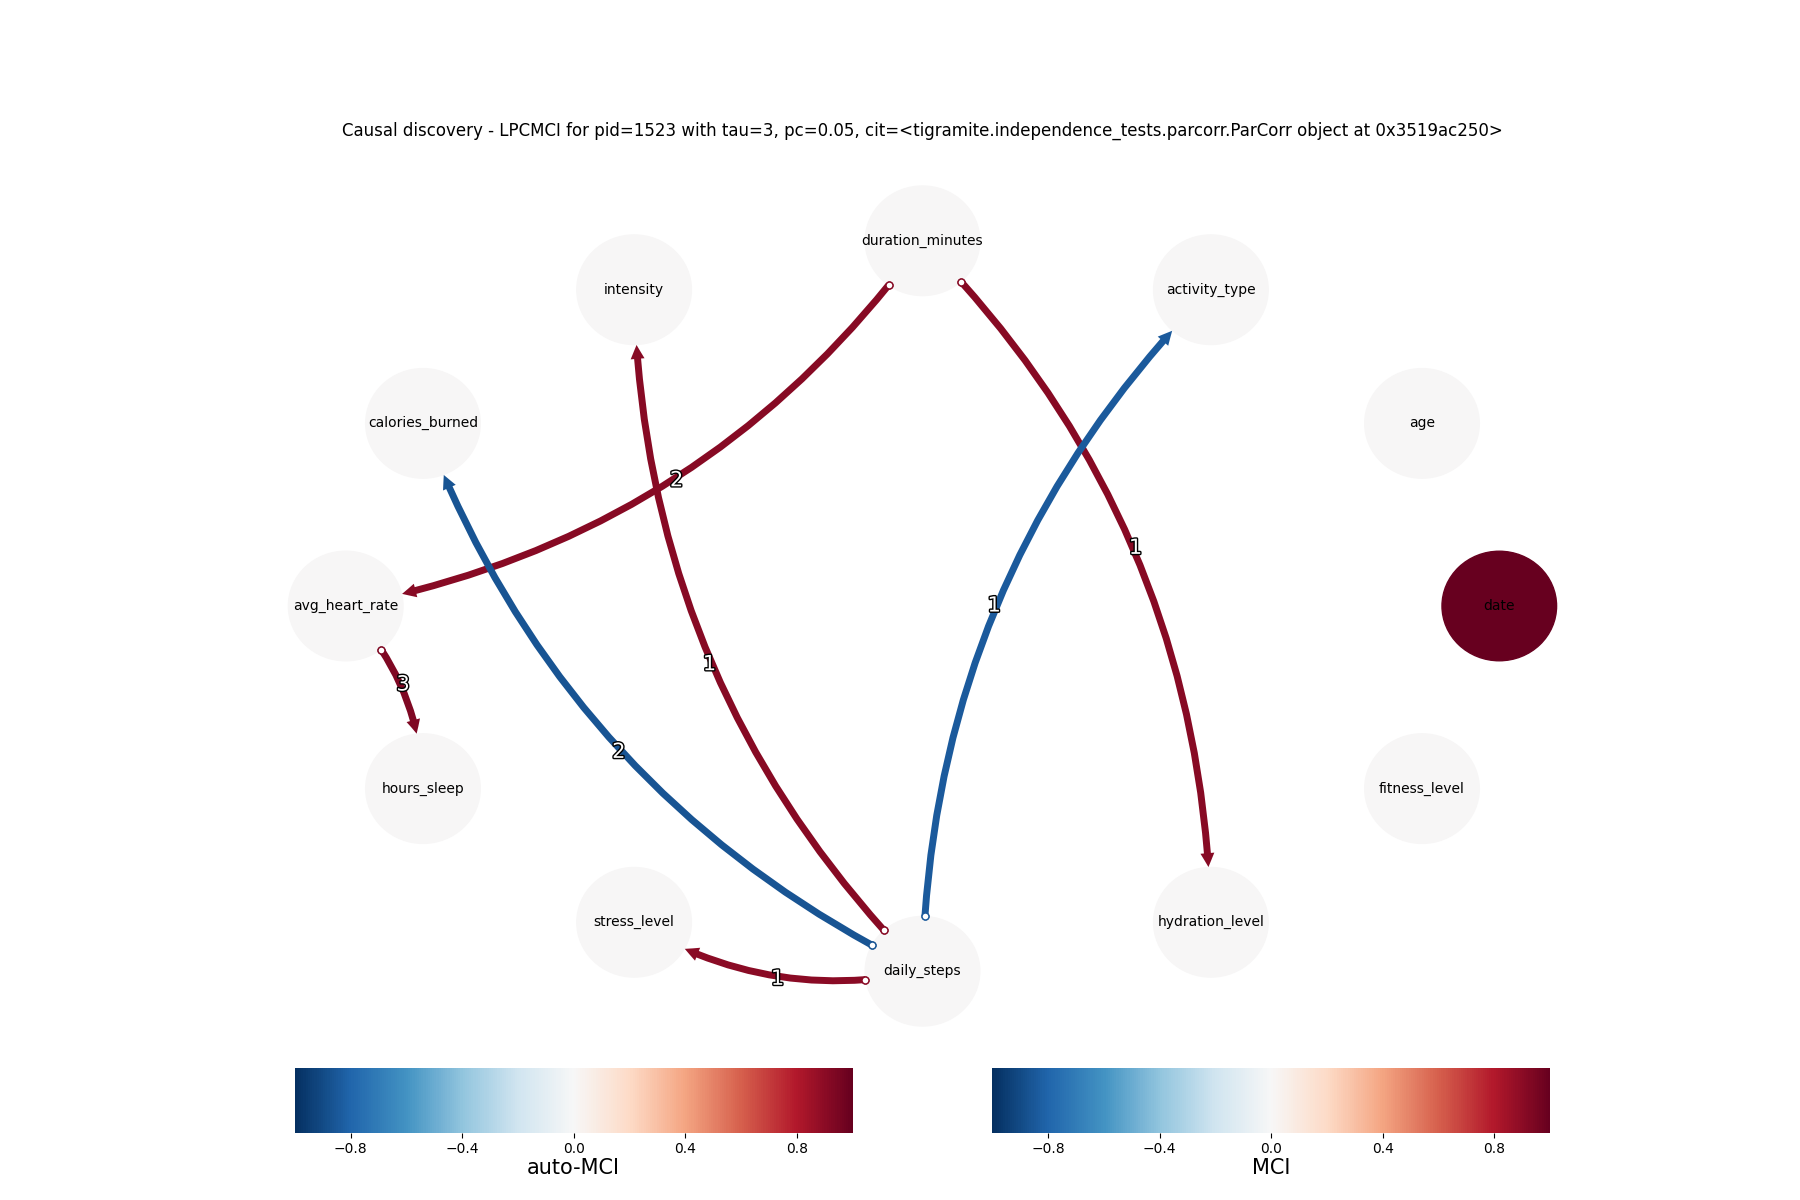 Causal discovery - LPCMCI for pid=1523 with tau=3, pc=0.05, cit=<tigramite.independence_tests.parcorr.ParCorr object at 0x3519ac250>
duration_minutes
intensity
activity_type
calories_burned
age
2
1
avg_heart_rate
1
date
3
1
2
hours_sleep
fitness_level
stress_level
hydration_level
1
daily_steps
−0.8 −0.4 0.0 0.4 0.8
auto-MCI
−0.8 −0.4 0.0 0.4 0.8
MCI